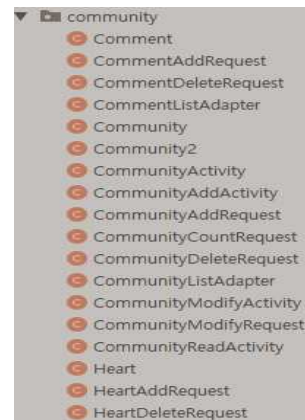 community
Comment
CommentAddRequest
CommentDeleteRequest
CommentListAdapter
Community
Community2
CommunityActivity
CommunityAddActivity
CommunityAddRequest
CommunityCountRequest
CommunityDeleteRequest
CommunityListAdapter
CommunityModifyActivity
CommunityModifyRequest
CommunityReadActivity
Heart
HeartAddRequest
HeartDeleteRequest